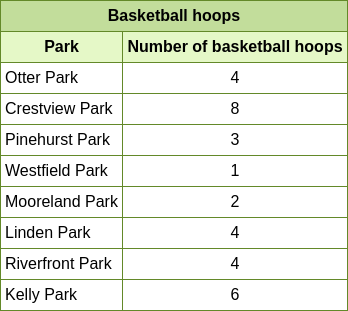 Basketball hoops
Park Number of basketball hoops
Otter Park 4
Crestview Park 8
Pinehurst Park 3
Westfield Park 1
Mooreland Park 2
Linden Park 4
Riverfront Park 4
Kelly Park 6